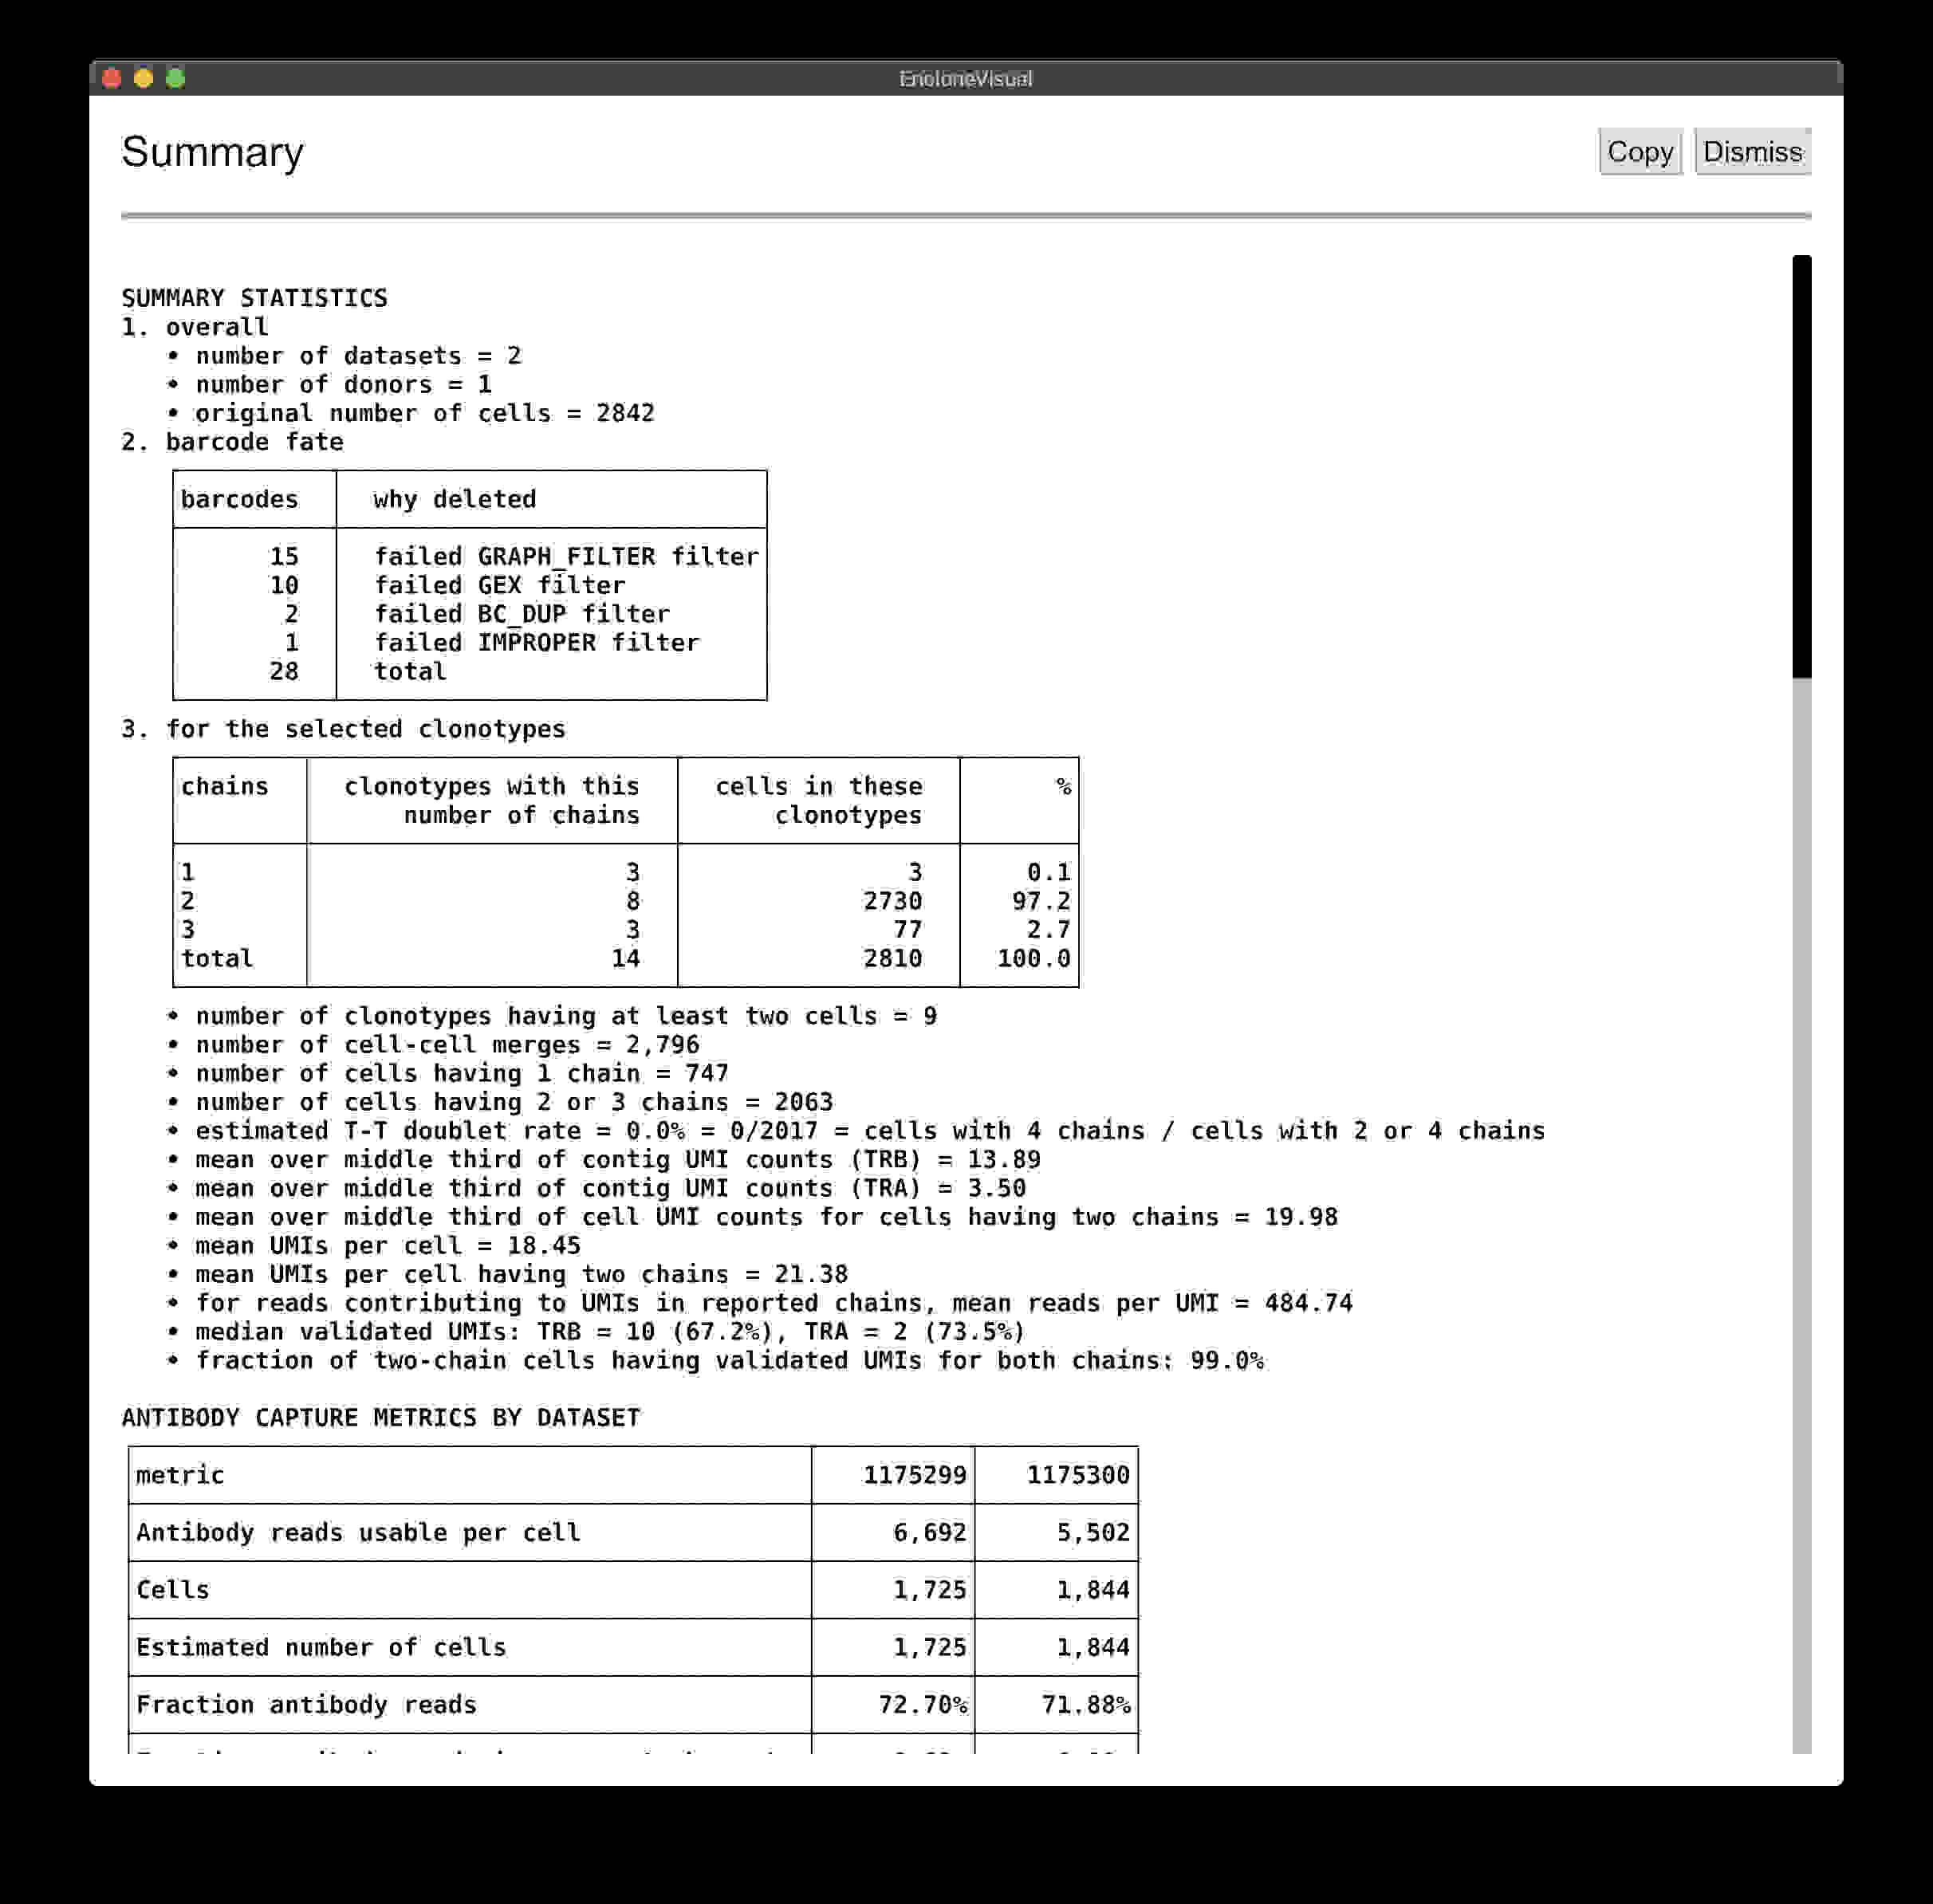 EncloneVisual
Summary
Copy Dismiss
SUMMARY STATISTICS
1. overall
• number of datasets = 2
• number of donors = 1
• original number of cells = 2842
2. barcode fate
barcodes why deleted
15 failed GRAPH_FILTER filter
10 failed GEX filter
2 failed BC_DUP filter
1 failed IMPROPER filter
28 total
3. for the selected clonotypes
chains clonotypes with this cells in these %
number of chains clonotypes
1 3 3 0.1
2 8 2730 97.2
3 3 77 2.7
total 14 2810 100.0
• number of clonotypes having at least two cells = 9
• number of cell-cell merges = 2,796
• number of cells having 1 chain = 747
• number of cells having 2 or 3 chains = 2063
• estimated T-T doublet rate = 0.0% = 0/2017 = cells with 4 chains / cells with 2 or 4 chains
• mean over middle third of contig UMI counts (TRB) = 13.89
• mean over middle third of contig UMI counts (TRA) = 3.50
• mean over middle third of cell UMI counts for cells having two chains = 19.98
• mean UMIs per cell = 18.45
• mean UMIs per cell having two chains = 21.38
• for reads contributing to UMIs in reported chains, mean reads per UMI = 484.74
• median validated UMIs: TRB = 10 (67.2%), TRA = 2 (73.5%)
• fraction of two-chain cells having validated UMIs for both chains: 99.0%
ANTIBODY CAPTURE METRICS BY DATASET
metric 1175299 1175300
Antibody reads usable per cell 6,692 5,502
Cells 1,725 1,844
Estimated number of cells 1,725 1,844
Fraction antibody reads 72.70% 71.88%